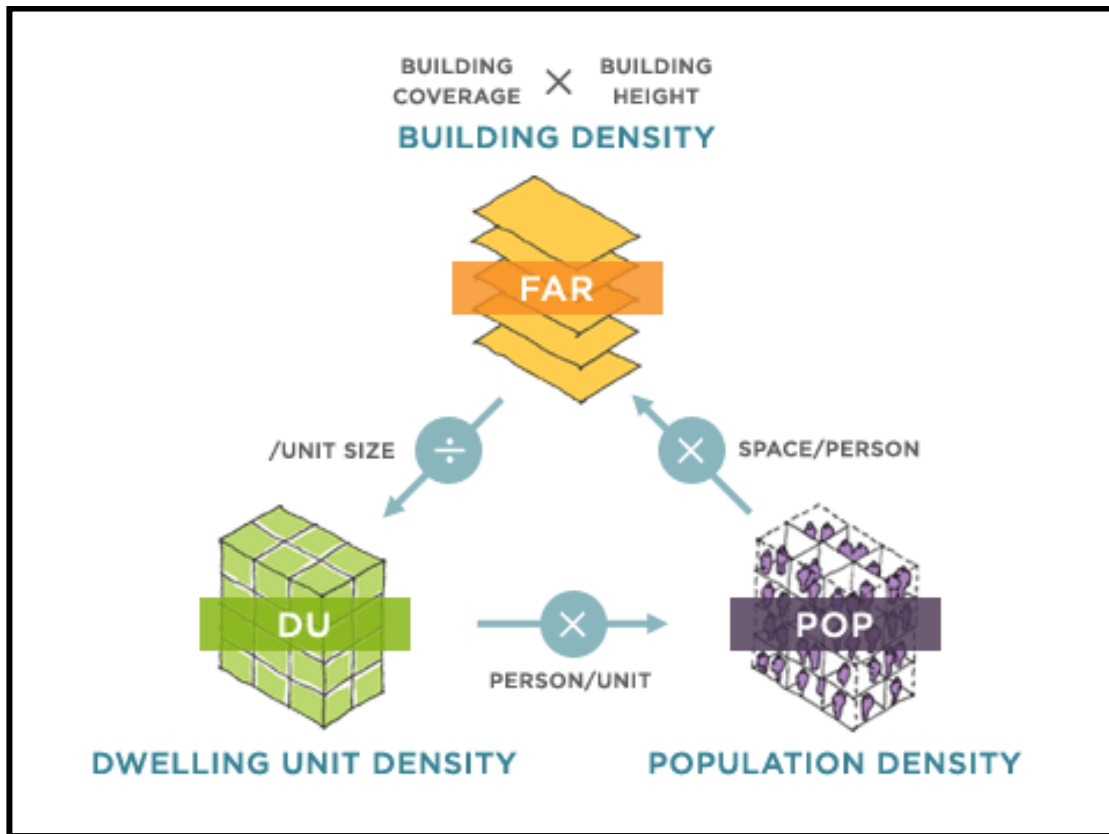 BUILDING COVERAGE × BUILDING HEIGHT
BUILDING DENSITY
FAR
/UNIT SIZE
÷
×
SPACE/PERSON
DU
×
POP
PERSON/UNIT
DWELLING UNIT DENSITY
POPULATION DENSITY